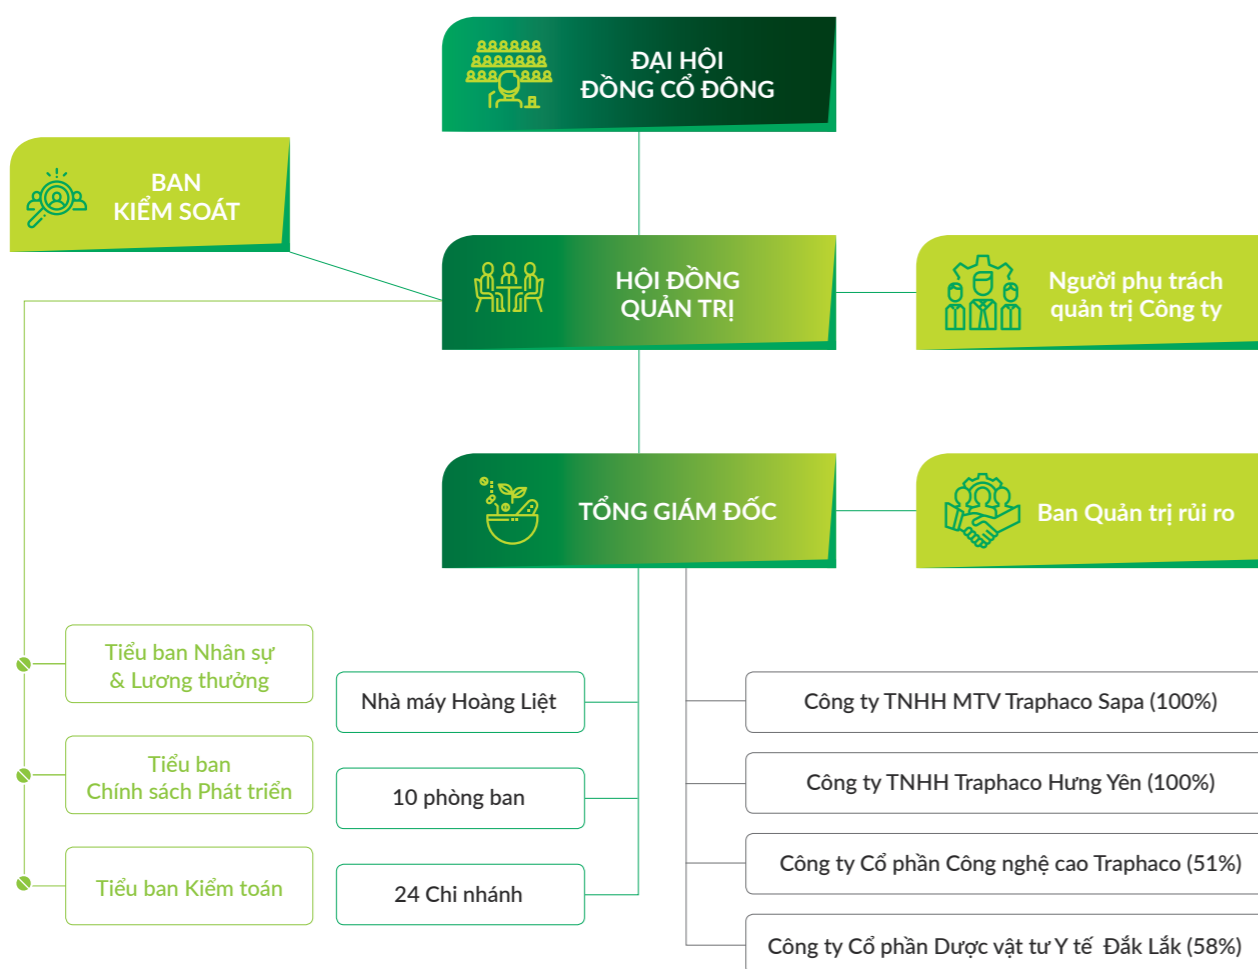 ĐẠI HỘI
ĐỒNG CỔ ĐÔNG
BAN
KIỂM SOÁT
HỘI ĐỒNG
QUẢN TRỊ
Người phụ trách
quản trị Công ty
TỔNG GIÁM ĐỐC
Ban Quản trị rủi ro
Tiểu ban Nhân sự
& Lương thưởng
Tiểu ban
Chính sách Phát triển
Tiểu ban Kiểm toán
Nhà máy Hoàng Liệt
10 phòng ban
24 Chi nhánh
Công ty TNHH MTV Traphaco Sapa (100%)
Công ty TNHH Traphaco Hưng Yên (100%)
Công ty Cổ phần Công nghệ cao Traphaco (51%)
Công ty Cổ phần Dược vật tư Y tế Đắk Lắk (58%)